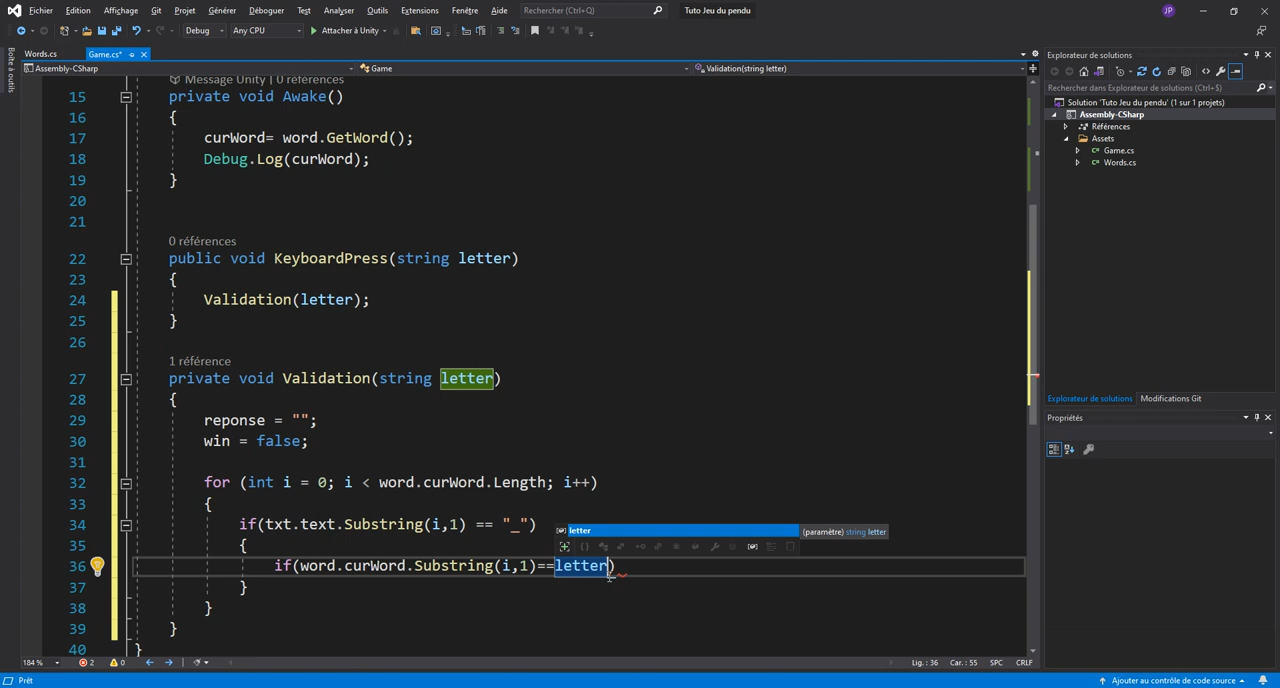 Fichier Edition Affichage Git Projet Générer Déboguer Test Analyser Outils Extensions Fenêtre Aide Rechercher (Ctrl+Q) Tuto Jeu du pendu JP
Debug Any CPU Attacher à Unity
Boîte à outils
Words.cs Game.cs*
Assembly-CSharp Game Validation(string letter)
Message Unity | 0 références
15 private void Awake()
16 {
17 curWord= word.GetWord();
18 Debug.Log(curWord);
19 }
20
21
0 références
22 public void KeyboardPress(string letter)
23 {
24 Validation(letter);
25 }
26
1 référence
27 private void Validation(string letter)
28 {
29 reponse = "";
30 win = false;
31
32 for (int i = 0; i < word.curWord.Length; i++)
33 {
34 if(txt.text.Substring(i,1) == "_")
35 {
letter (paramètre) string letter
36 if(word.curWord.Substring(i,1)==letter)
37 }
38 }
39 }
40 }
184 % 2 0 Lig. : 36 Car. : 55 SPC CRLF
Explorateur de solutions
Rechercher dans Explorateur de solutions (Ctrl+$)
Solution 'Tuto Jeu du pendu' (1 sur 1 projets)
Assembly-CSharp
Références
Assets
Game.cs
Words.cs
Explorateur de solutions Modifications Git
Propriétés
Prêt Ajouter au contrôle de code source